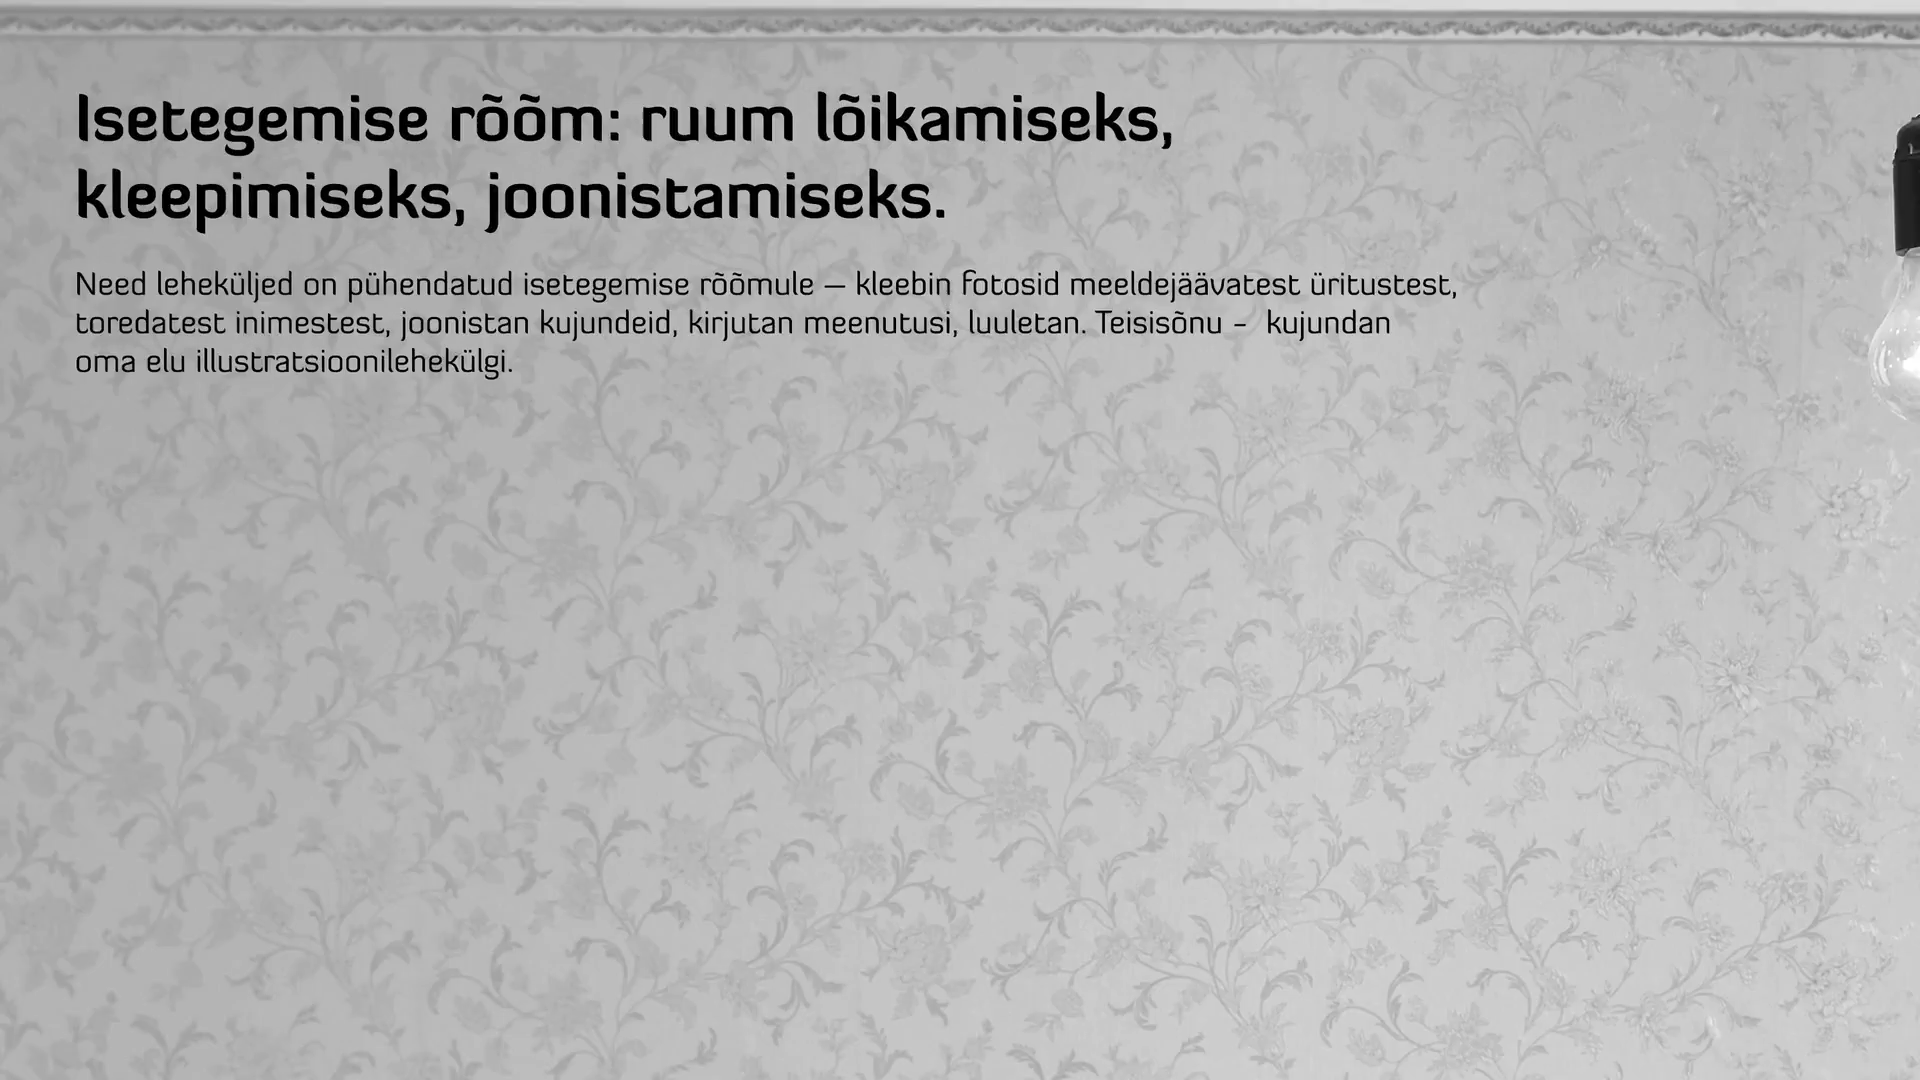 Isetegemise rõõm: ruum lõikamiseks,
kleepimiseks, joonistamiseks.
Need leheküljed on pühendatud isetegemise rõõmule — kleebin fotosid meeldejäävatest üritustest,
toredatest inimestest, joonistan kujundeid, kirjutan meenutusi, luuletan. Teisisõnu -  kujundan
oma elu illustratsioonilehekülgi.